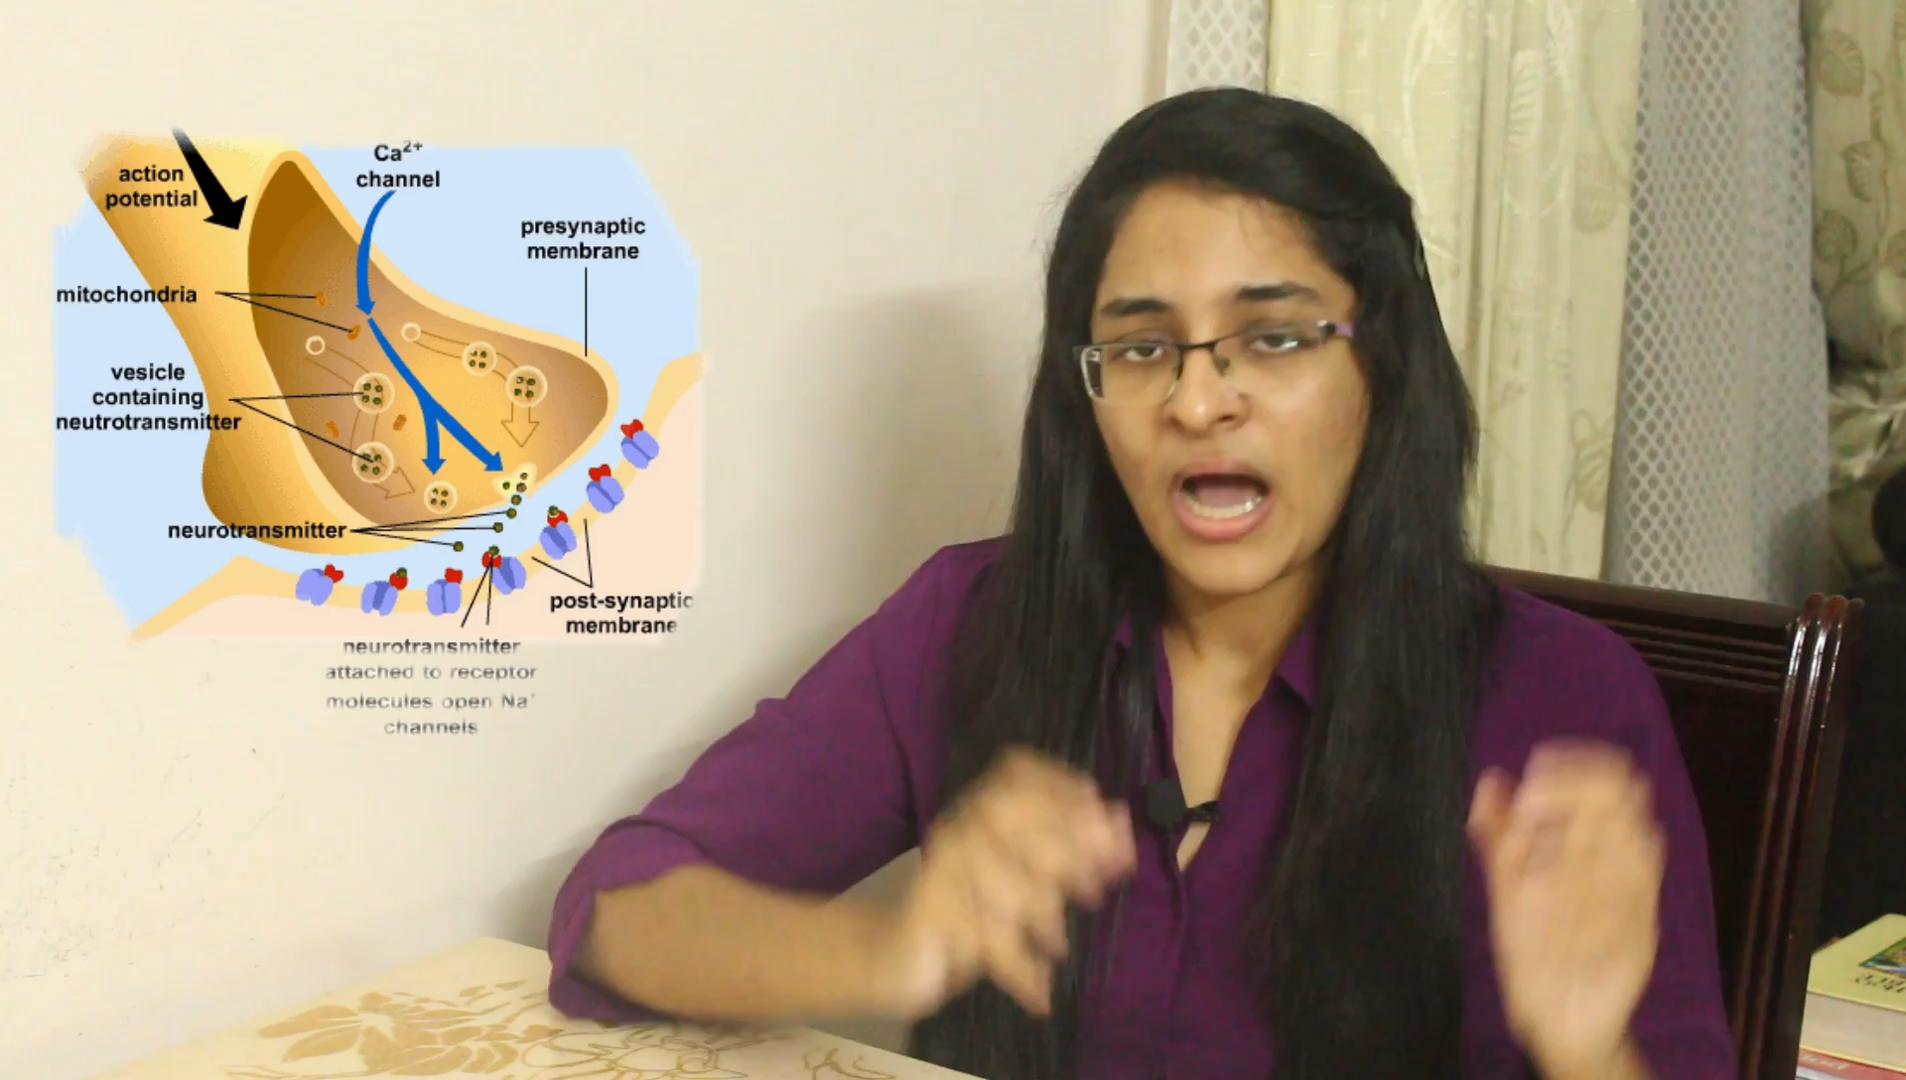 Ca²⁺
channel
action
potential
presynaptic
membrane
mitochondria
vesicle
containing
neutrotransmitter
neurotransmitter
post-synaptic
membrane
neurotransmitter
attached to receptor
molecules open Na⁺
channels